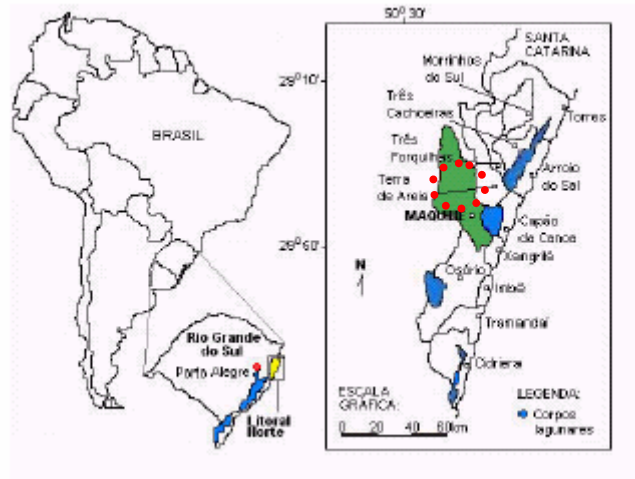 50° 30'
SANTA
CATARINA
Morrinhos
do Sul
29° 10'
Três
Cachoeiras
Torres
BRASIL
Três
Forquilhas
Arroio
do Sal
Terra
de Areia
MAQUINÉ
Capão
da Canoa
Xangrilá
29° 50'
Osório
N
Imbé
Tramandaí
Rio Grande
do Sul
Porto Alegre
Cidriera
Litoral
Norte
ESCALA
GRÁFICA:
0 20 40 60km
LEGENDA:
Corpos
lagunares